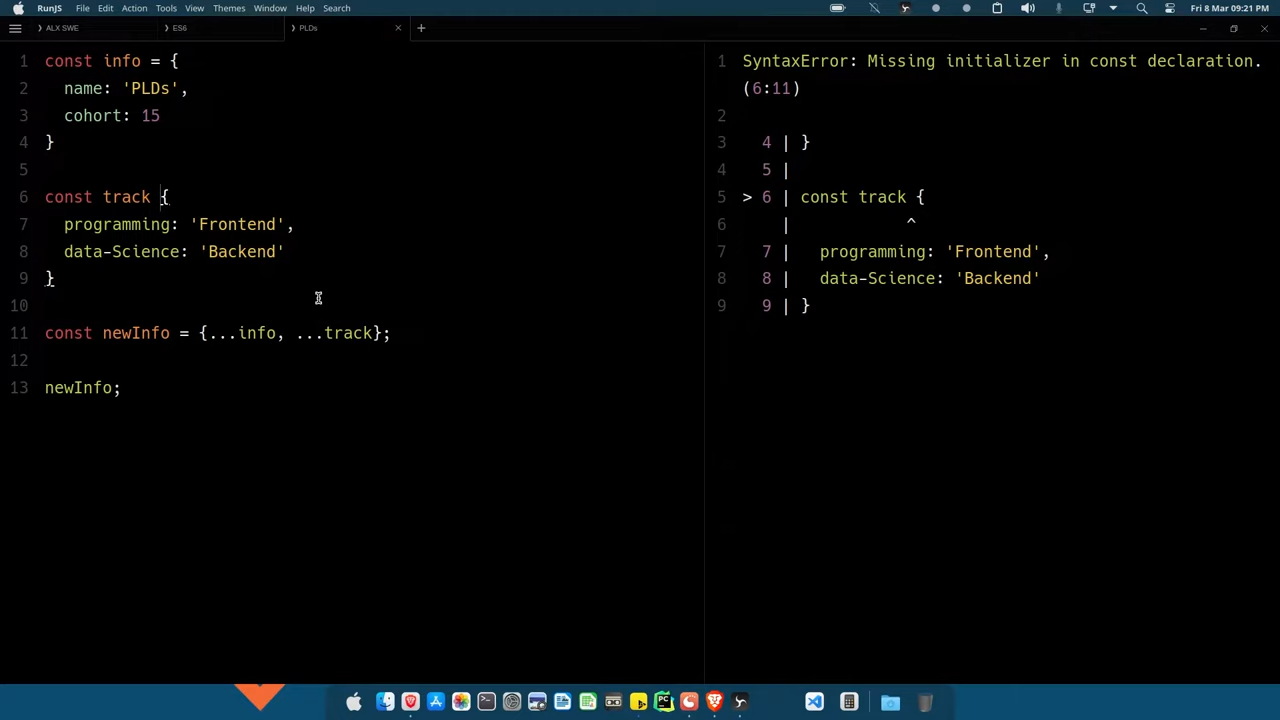 RunJS File Edit Action Tools View Themes Window Help Search Fri 8 Mar 09:21 PM
ALX SWE ES6 PLDs
1 const info = {
2 name: 'PLDs',
3 cohort: 15
4 }
5
6 const track {
7 programming: 'Frontend',
8 data-Science: 'Backend'
9 }
10
11 const newInfo = {...info, ...track};
12
13 newInfo;
1 SyntaxError: Missing initializer in const declaration.
(6:11)
2
3 4 | }
4 5 |
5 > 6 | const track {
6 | ^
7 7 | programming: 'Frontend',
8 8 | data-Science: 'Backend'
9 9 | }
PC